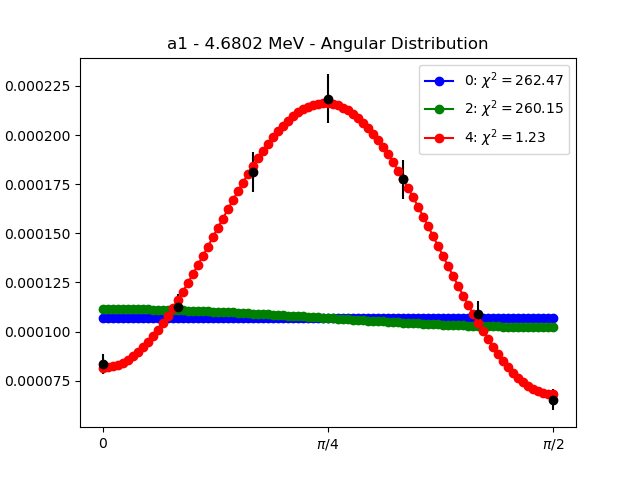 a1 - 4.6802 MeV - Angular Distribution
0: χ² = 262.47
2: χ² = 260.15
4: χ² = 1.23
0.000225
0.000200
0.000175
0.000150
0.000125
0.000100
0.000075
0 π/4 π/2